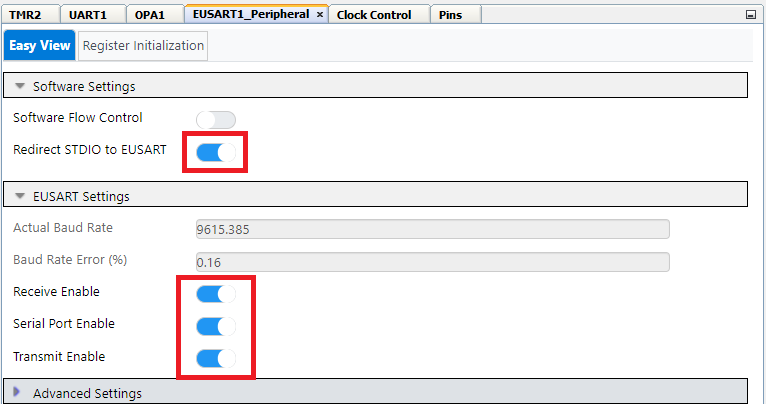 TMR2 UART1 OPA1 EUSART1_Peripheral × Clock Control Pins
Easy View Register Initialization
Software Settings
Software Flow Control
Redirect STDIO to EUSART
EUSART Settings
Actual Baud Rate 9615.385
Baud Rate Error (%) 0.16
Receive Enable
Serial Port Enable
Transmit Enable
Advanced Settings